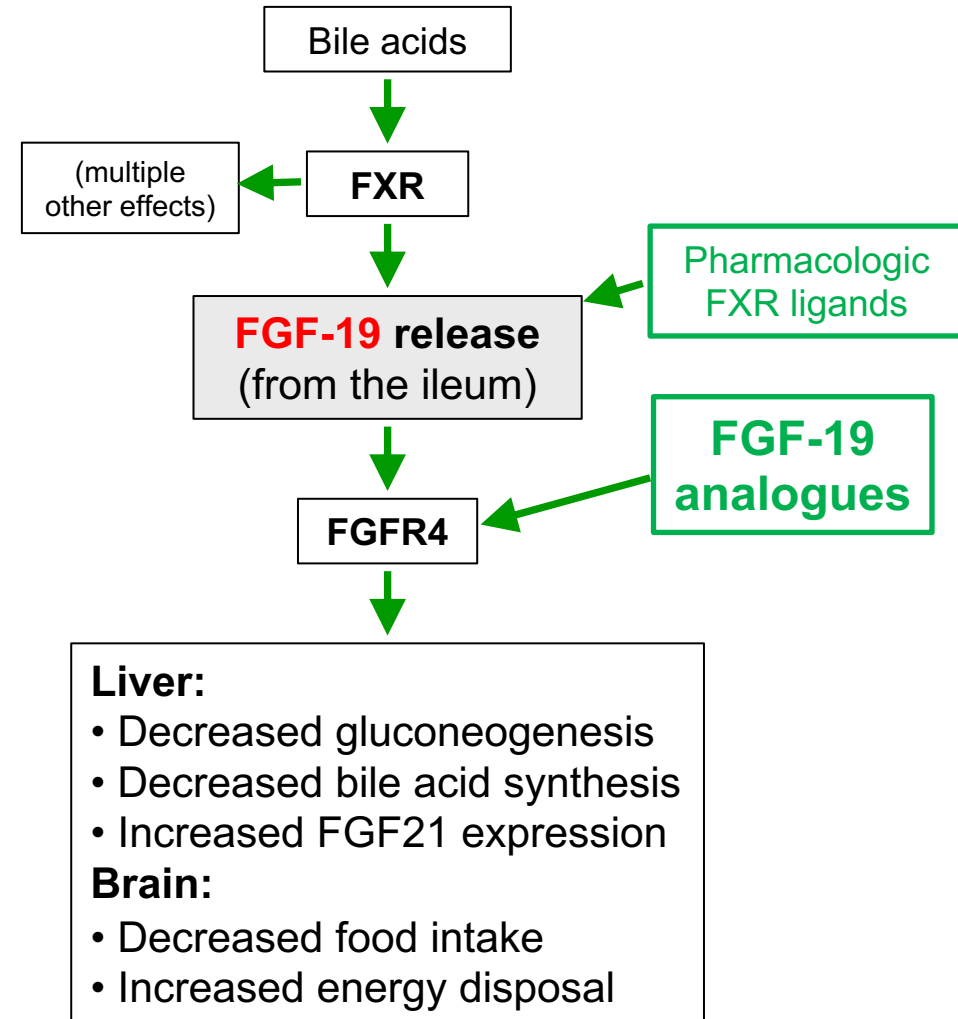 Bile acids
(multiple
other effects)
FXR
Pharmacologic
FXR ligands
FGF-19 release
(from the ileum)
FGF-19
analogues
FGFR4
Liver:
• Decreased gluconeogenesis
• Decreased bile acid synthesis
• Increased FGF21 expression
Brain:
• Decreased food intake
• Increased energy disposal